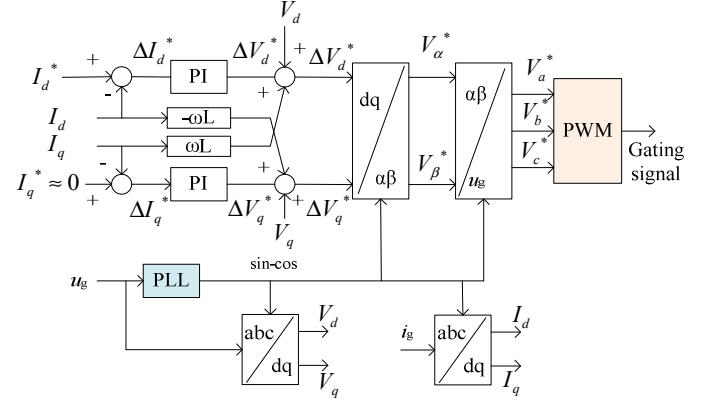 V_d
I_d^* + ΔI_d^* PI ΔV_d^* + ΔV_d^* V_α^* V_a^*
- +
I_d -ωL dq αβ V_b^* PWM
I_q ωL Gating signal
- + V_c^*
I_q^* ≈ 0 + ΔI_q^* PI ΔV_q^* + ΔV_q^* αβ V_β^* u_g
V_q
sin-cos
u_g PLL
abc dq V_d V_q
i_g abc dq I_d I_q